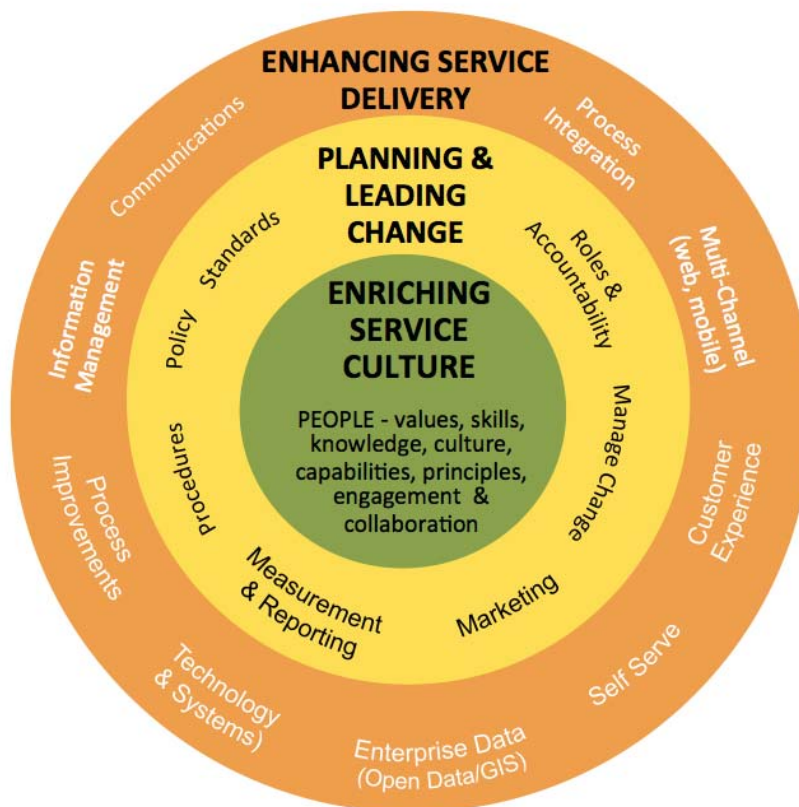 ENHANCING SERVICE
DELIVERY
Process
Integration
Multi-Channel
(web, mobile)
Customer
Experience
Self Serve
Enterprise Data
(Open Data/GIS)
Technology
& Systems)
Process
Improvements
Information
Management
Communications
PLANNING &
LEADING
CHANGE
Roles &
Accountability
Manage Change
Marketing
Measurement
& Reporting
Procedures
Policy
Standards
ENRICHING
SERVICE
CULTURE
PEOPLE - values, skills,
knowledge, culture,
capabilities, principles,
engagement &
collaboration